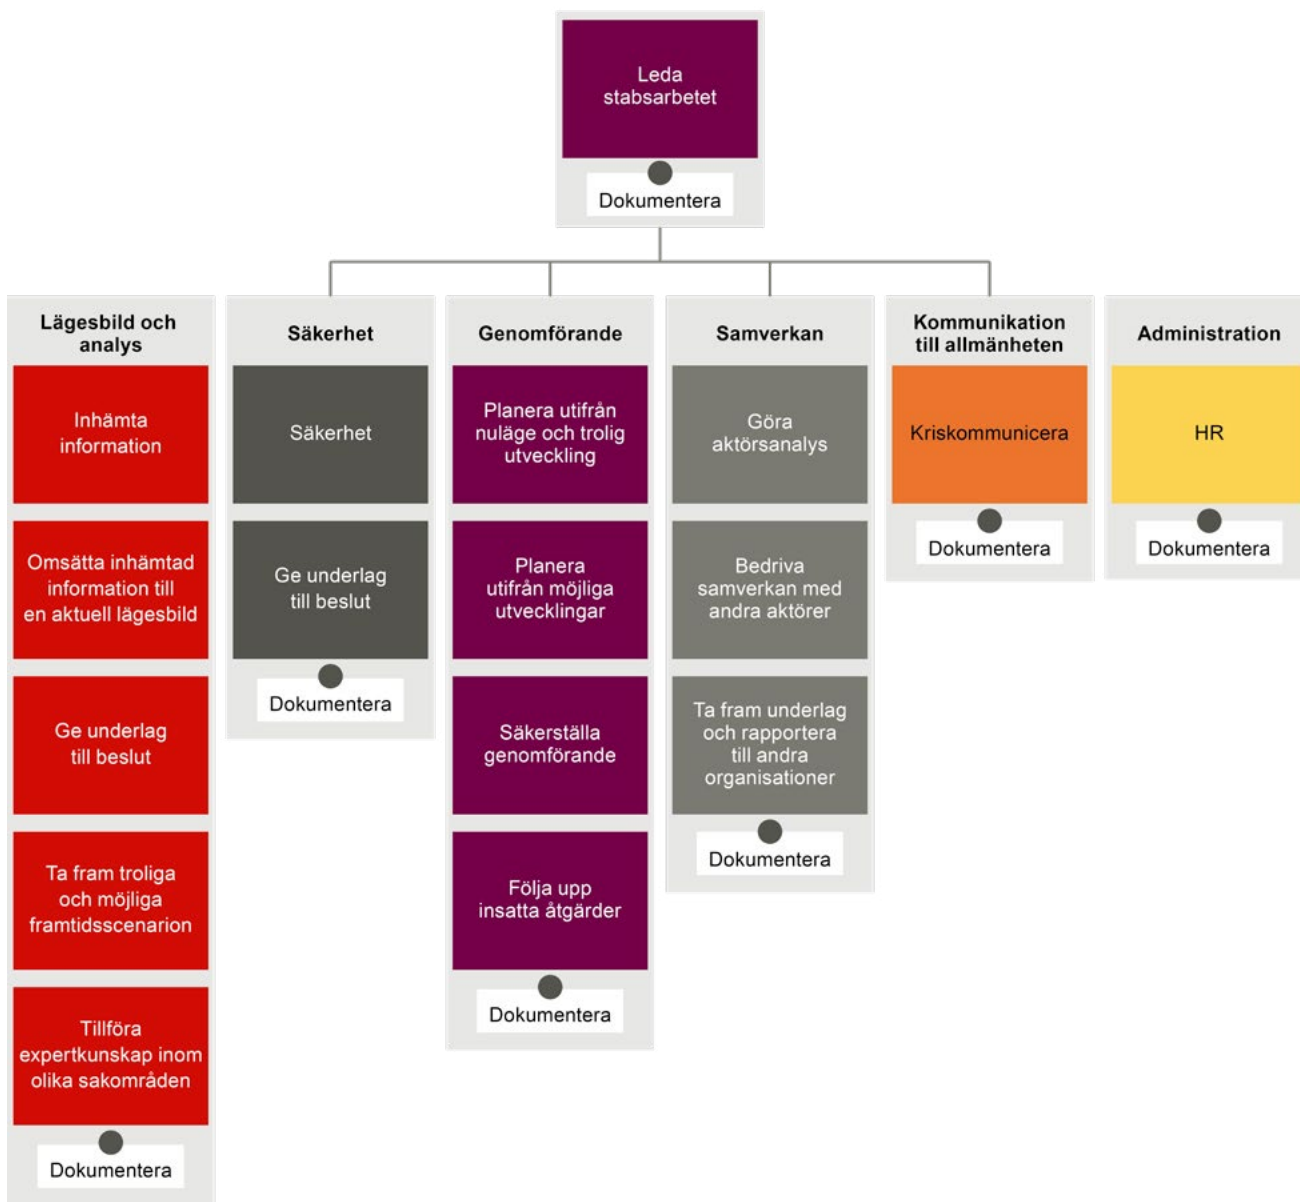 Leda
stabsarbetet
Dokumentera
Lägesbild och
analys
Inhämta
information
Omsätta inhämtad
information till
en aktuell lägesbild
Ge underlag
till beslut
Ta fram troliga
och möjliga
framtidsscenarion
Tillföra
expertkunskap inom
olika sakområden
Dokumentera
Säkerhet
Säkerhet
Ge underlag
till beslut
Dokumentera
Genomförande
Planera utifrån
nuläge och trolig
utveckling
Planera
utifrån möjliga
utvecklingar
Säkerställa
genomförande
Följa upp
insatta åtgärder
Dokumentera
Samverkan
Göra
aktörsanalys
Bedriva
samverkan med
andra aktörer
Ta fram underlag
och rapportera
till andra
organisationer
Dokumentera
Kommunikation
till allmänheten
Kriskommunicera
Dokumentera
Administration
HR
Dokumentera